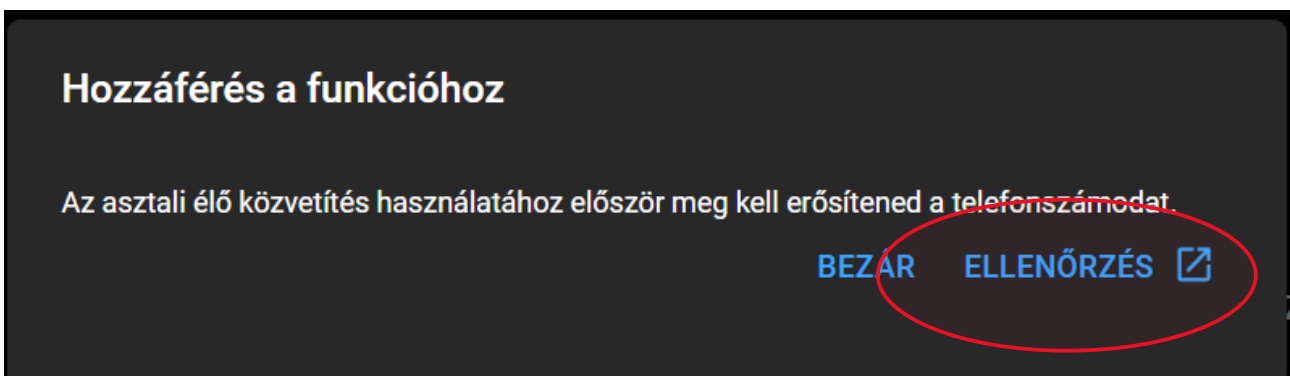 Hozzáférés a funkcióhoz
Az asztali élő közvetítés használatához először meg kell erősítened a telefonszámodat.
BEZÁR ELLENŐRZÉS